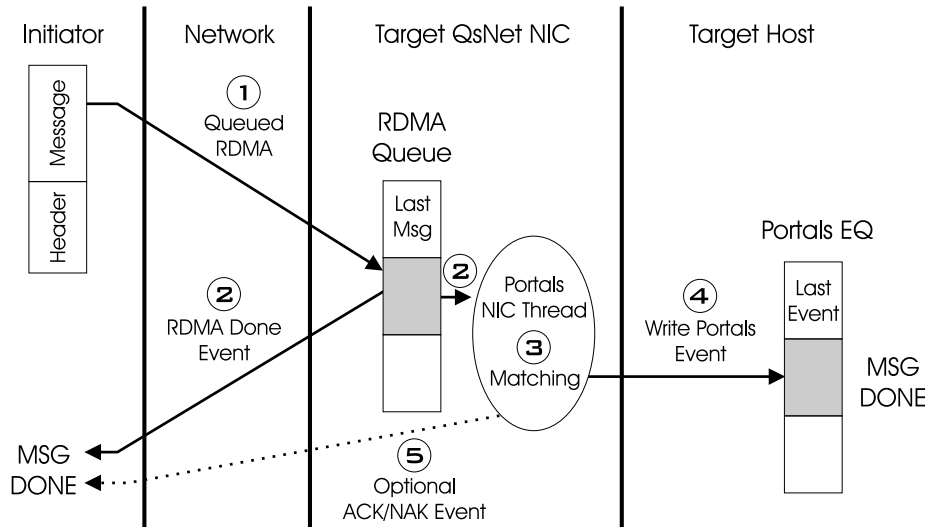 Initiator
Network
Target QsNet NIC
Target Host
Message
Header
1
Queued
RDMA
RDMA
Queue
Last
Msg
2
Portals
NIC Thread
3
Matching
2
RDMA Done
Event
4
Write Portals
Event
Portals EQ
Last
Event
MSG
DONE
MSG
DONE
5
Optional
ACK/NAK Event